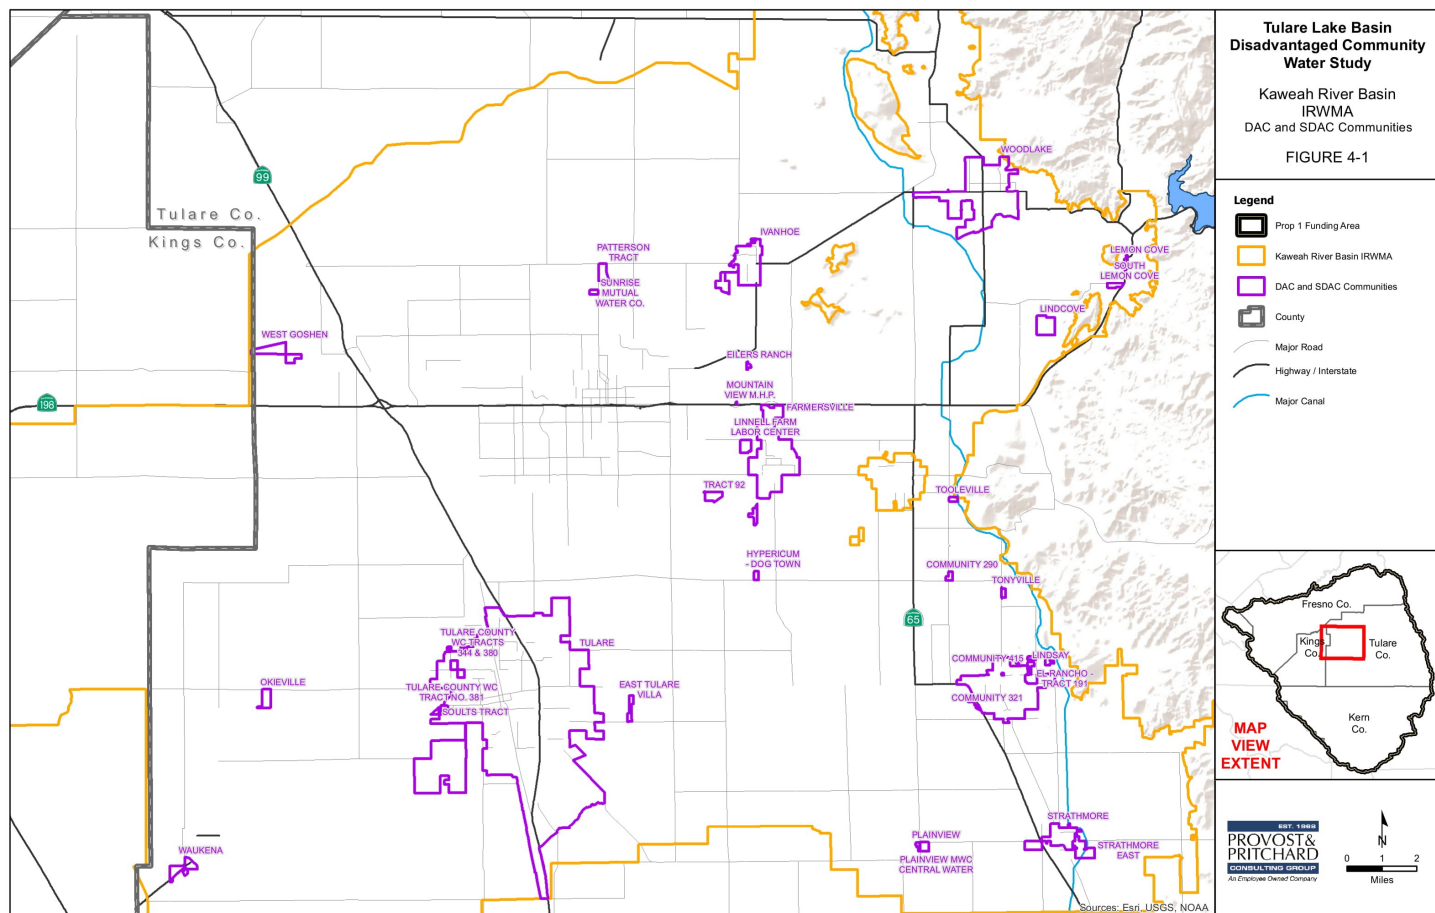 Tulare Lake Basin
Disadvantaged Community
Water Study
Kaweah River Basin
IRWMA
DAC and SDAC Communities
FIGURE 4-1
Legend
Prop 1 Funding Area
Kaweah River Basin IRWMA
DAC and SDAC Communities
County
Major Road
Highway / Interstate
Major Canal
Fresno Co.
Kings
Co.
Tulare
Co.
Kern
Co.
MAP
VIEW
EXTENT
EST. 1968
PROVOST&
PRITCHARD
CONSULTING GROUP
An Employee Owned Company
N
0 1 2
Miles
99
Tulare Co.
Kings Co.
WOODLAKE
IVANHOE
PATTERSON
TRACT
SUNRISE
MUTUAL
WATER CO.
LEMON COVE
SOUTH
LEMON COVE
LINDCOVE
WEST GOSHEN
EILERS RANCH
198
MOUNTAIN
VIEW M.H.P.
FARMERSVILLE
LINNELL FARM
LABOR CENTER
TRACT 92
TOOLEVILLE
HYPERICUM
- DOG TOWN
COMMUNITY 290
TONYVILLE
65
TULARE COUNTY
WC TRACTS
344 & 380
TULARE
COMMUNITY 415
LINDSAY
EL RANCHO -
TRACT 191
OKIEVILLE
TULARE COUNTY WC
TRACT NO. 381
SOULTS TRACT
EAST TULARE
VILLA
COMMUNITY 321
STRATHMORE
STRATHMORE
EAST
PLAINVIEW
PLAINVIEW MWC
CENTRAL WATER
WAUKENA
Sources: Esri, USGS, NOAA